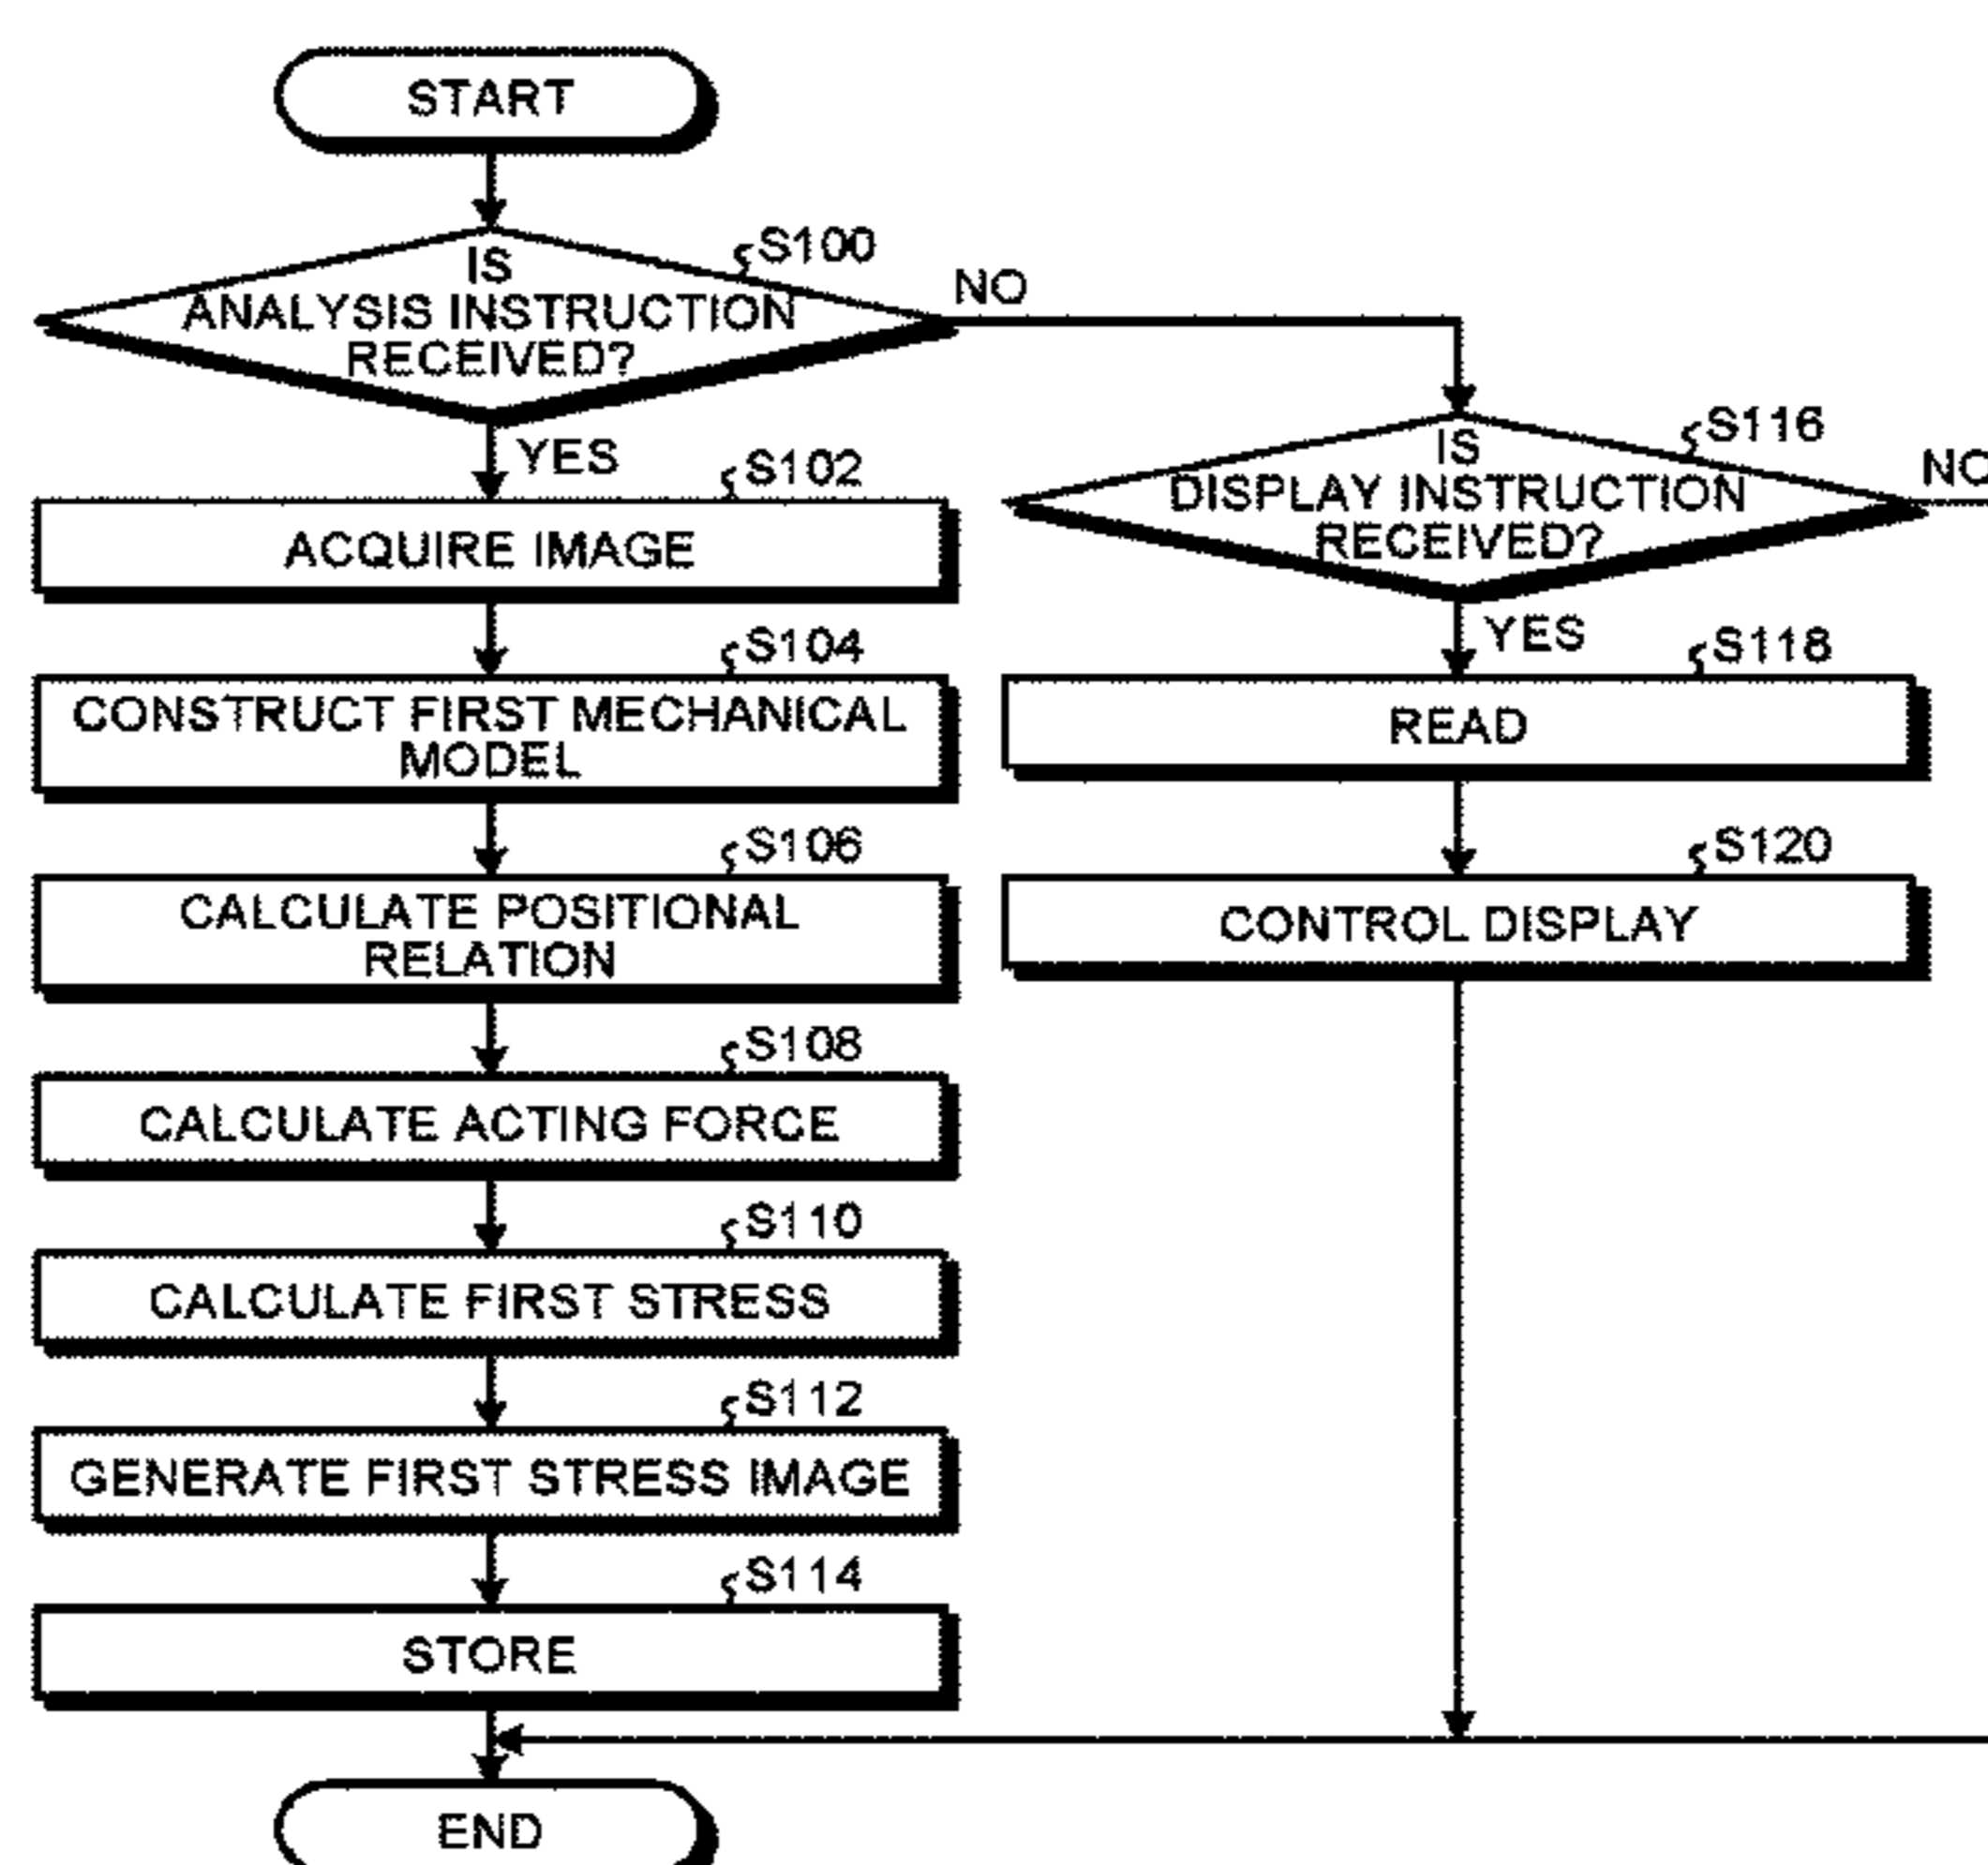 START
S100
IS
ANALYSIS INSTRUCTION
RECEIVED?
NO
YES
S102
ACQUIRE IMAGE
S104
CONSTRUCT FIRST MECHANICAL
MODEL
S106
CALCULATE POSITIONAL
RELATION
S108
CALCULATE ACTING FORCE
S110
CALCULATE FIRST STRESS
S112
GENERATE FIRST STRESS IMAGE
S114
STORE
S116
IS
DISPLAY INSTRUCTION
RECEIVED?
NO
YES
S118
READ
S120
CONTROL DISPLAY
END